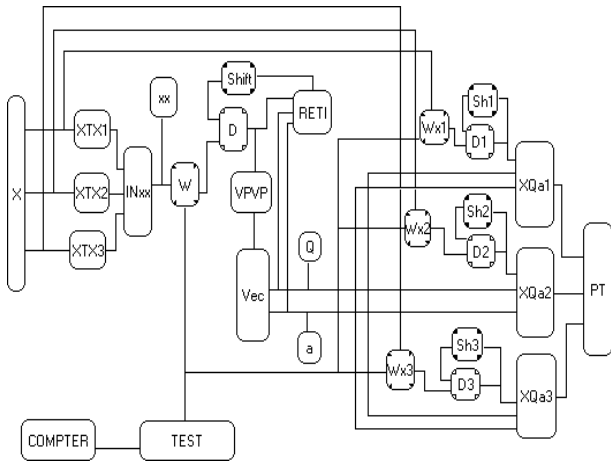 X
XTX1
XTX2
XTX3
INxx
xx
W
Shift
D
RETI
VPVP
Vec
Q
a
Wx1
Sh1
D1
XQa1
Wx2
Sh2
D2
XQa2
Wx3
Sh3
D3
XQa3
PT
COMPTER
TEST